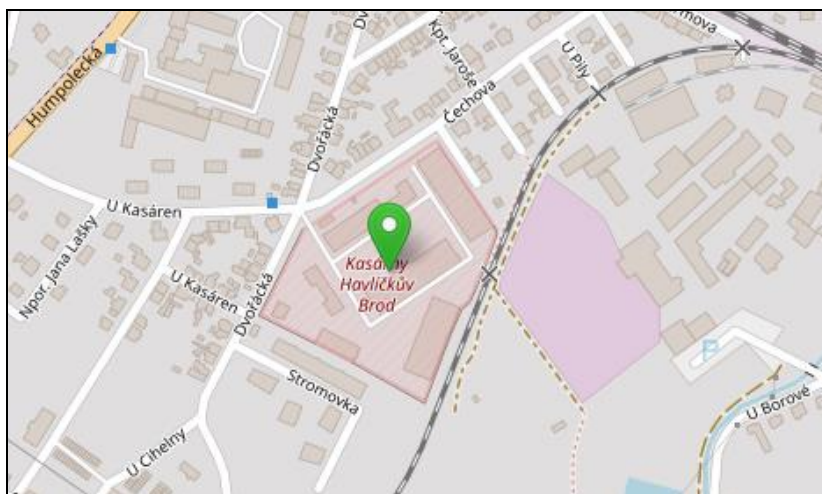 Humpolecká
Dvořácká
Kpt. Jaroše
U Pily
Čechova
U Kasáren
Npor. Jana Lašky
U Kasáren
Dvořácká
Kasárny
Havlíčkův
Brod
Stromovka
U Cihelny
P
U Borové